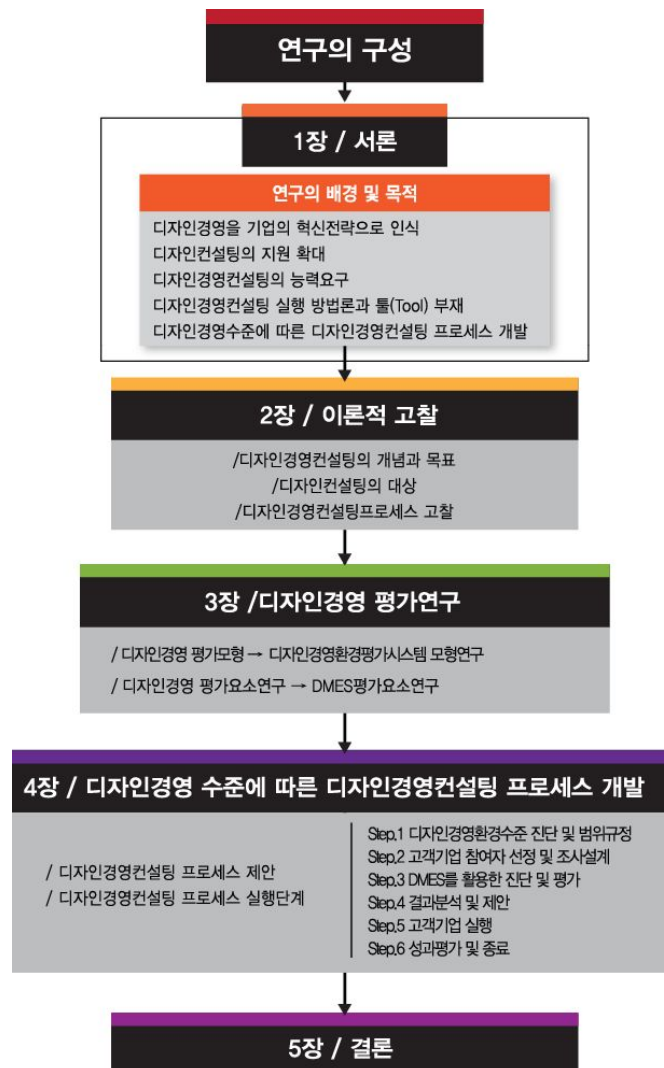 연구의 구성
1장 / 서론
연구의 배경 및 목적
디자인경영을 기업의 혁신전략으로 인식
디자인컨설팅의 지원 확대
디자인경영컨설팅의 능력요구
디자인경영컨설팅 실행 방법론과 툴(Tool) 부재
디자인경영수준에 따른 디자인경영컨설팅 프로세스 개발
2장 / 이론적 고찰
/디자인경영컨설팅의 개념과 목표
/디자인컨설팅의 대상
/디자인경영컨설팅프로세스 고찰
3장 /디자인경영 평가연구
/ 디자인경영 평가모형 → 디자인경영환경평가시스템 모형연구
/ 디자인경영 평가요소연구 → DMES평가요소연구
4장 / 디자인경영 수준에 따른 디자인경영컨설팅 프로세스 개발
/ 디자인경영컨설팅 프로세스 제안
/ 디자인경영컨설팅 프로세스 실행단계
Step.1 디자인경영환경수준 진단 및 범위규정
Step.2 고객기업 참여자 선정 및 조사설계
Step.3 DMES를 활용한 진단 및 평가
Step.4 결과분석 및 제안
Step.5 고객기업 실행
Step.6 성과평가 및 종료
5장 / 결론